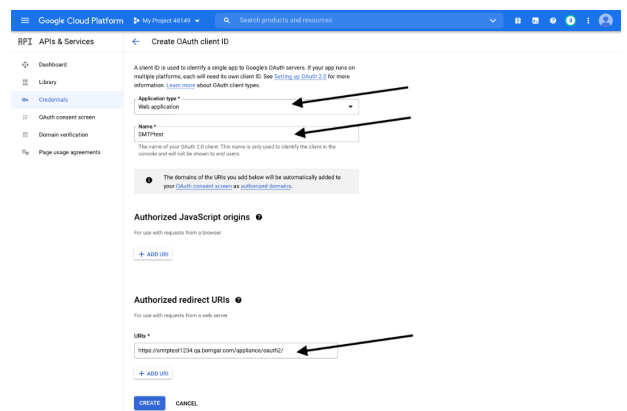 Google Cloud Platform
My Project 48149
Search products and resources
API APIs & Services
Create OAuth client ID
Dashboard
Library
Credentials
OAuth consent screen
Domain verification
Page usage agreements
A client ID is used to identify a single app to Google's OAuth servers. If your app runs on
multiple platforms, each will need its own client ID. See Setting up OAuth 2.0 for more
information. Learn more about OAuth client types.
Application type *
Web application
Name *
SMTPtest
The name of your OAuth 2.0 client. This name is only used to identify the client in the
console and will not be shown to end users.
The domains of the URIs you add below will be automatically added to
your OAuth consent screen as authorized domains.
Authorized JavaScript origins
For use with requests from a browser
+ ADD URI
Authorized redirect URIs
For use with requests from a web server
URIs *
https://smtptest1234.qa.bomgar.com/appliance/oauth2/
+ ADD URI
CREATE
CANCEL